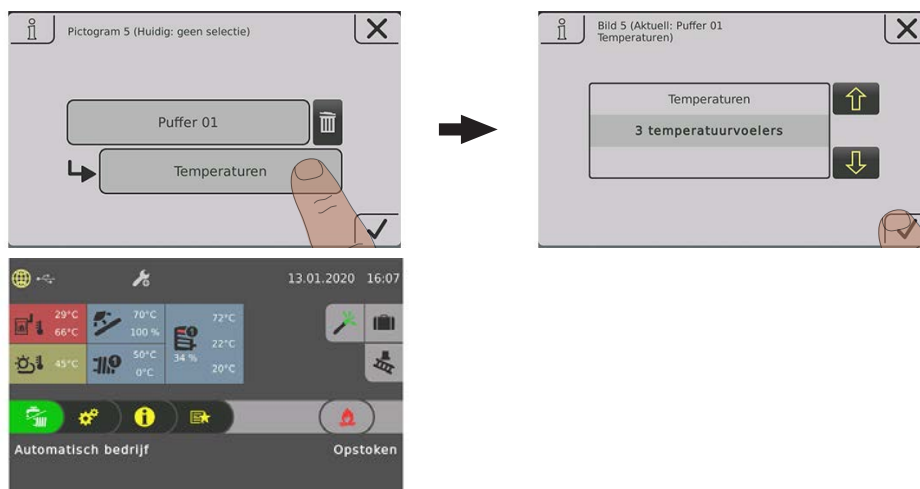 Pictogram 5 (Huidig: geen selectie)
Puffer 01
Temperaturen
Bild 5 (Aktuell: Puffer 01
Temperaturen)
Temperaturen
3 temperatuurvoelers
13.01.2020 16:07
29°C
66°C
70°C
100 %
72°C
22°C
20°C
34 %
45°C
50°C
0°C
Automatisch bedrijf
Opstoken